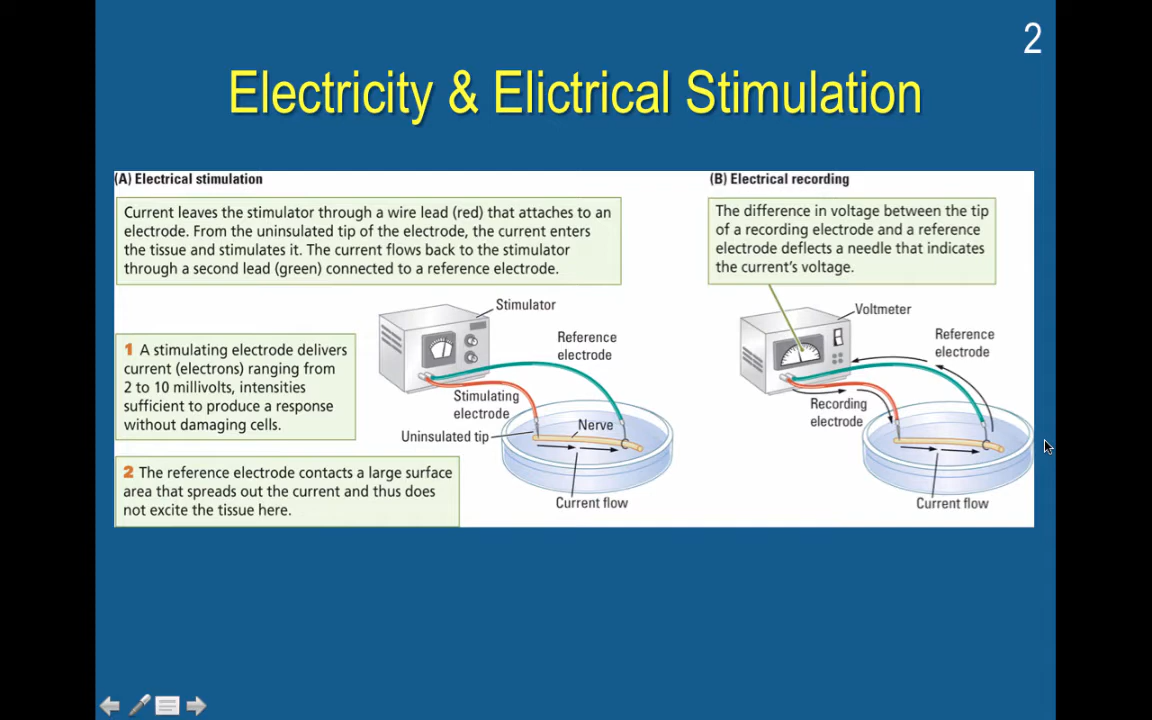 2
Electricity & Elictrical Stimulation
(A) Electrical stimulation
Current leaves the stimulator through a wire lead (red) that attaches to an
electrode. From the uninsulated tip of the electrode, the current enters
the tissue and stimulates it. The current flows back to the stimulator
through a second lead (green) connected to a reference electrode.
Stimulator
Reference
electrode
1 A stimulating electrode delivers
current (electrons) ranging from
2 to 10 millivolts, intensities
sufficient to produce a response
without damaging cells.
Stimulating
electrode
Uninsulated tip
Nerve
2 The reference electrode contacts a large surface
area that spreads out the current and thus does
not excite the tissue here.
Current flow
(B) Electrical recording
The difference in voltage between the tip
of a recording electrode and a reference
electrode deflects a needle that indicates
the current's voltage.
Voltmeter
Reference
electrode
Recording
electrode
Current flow